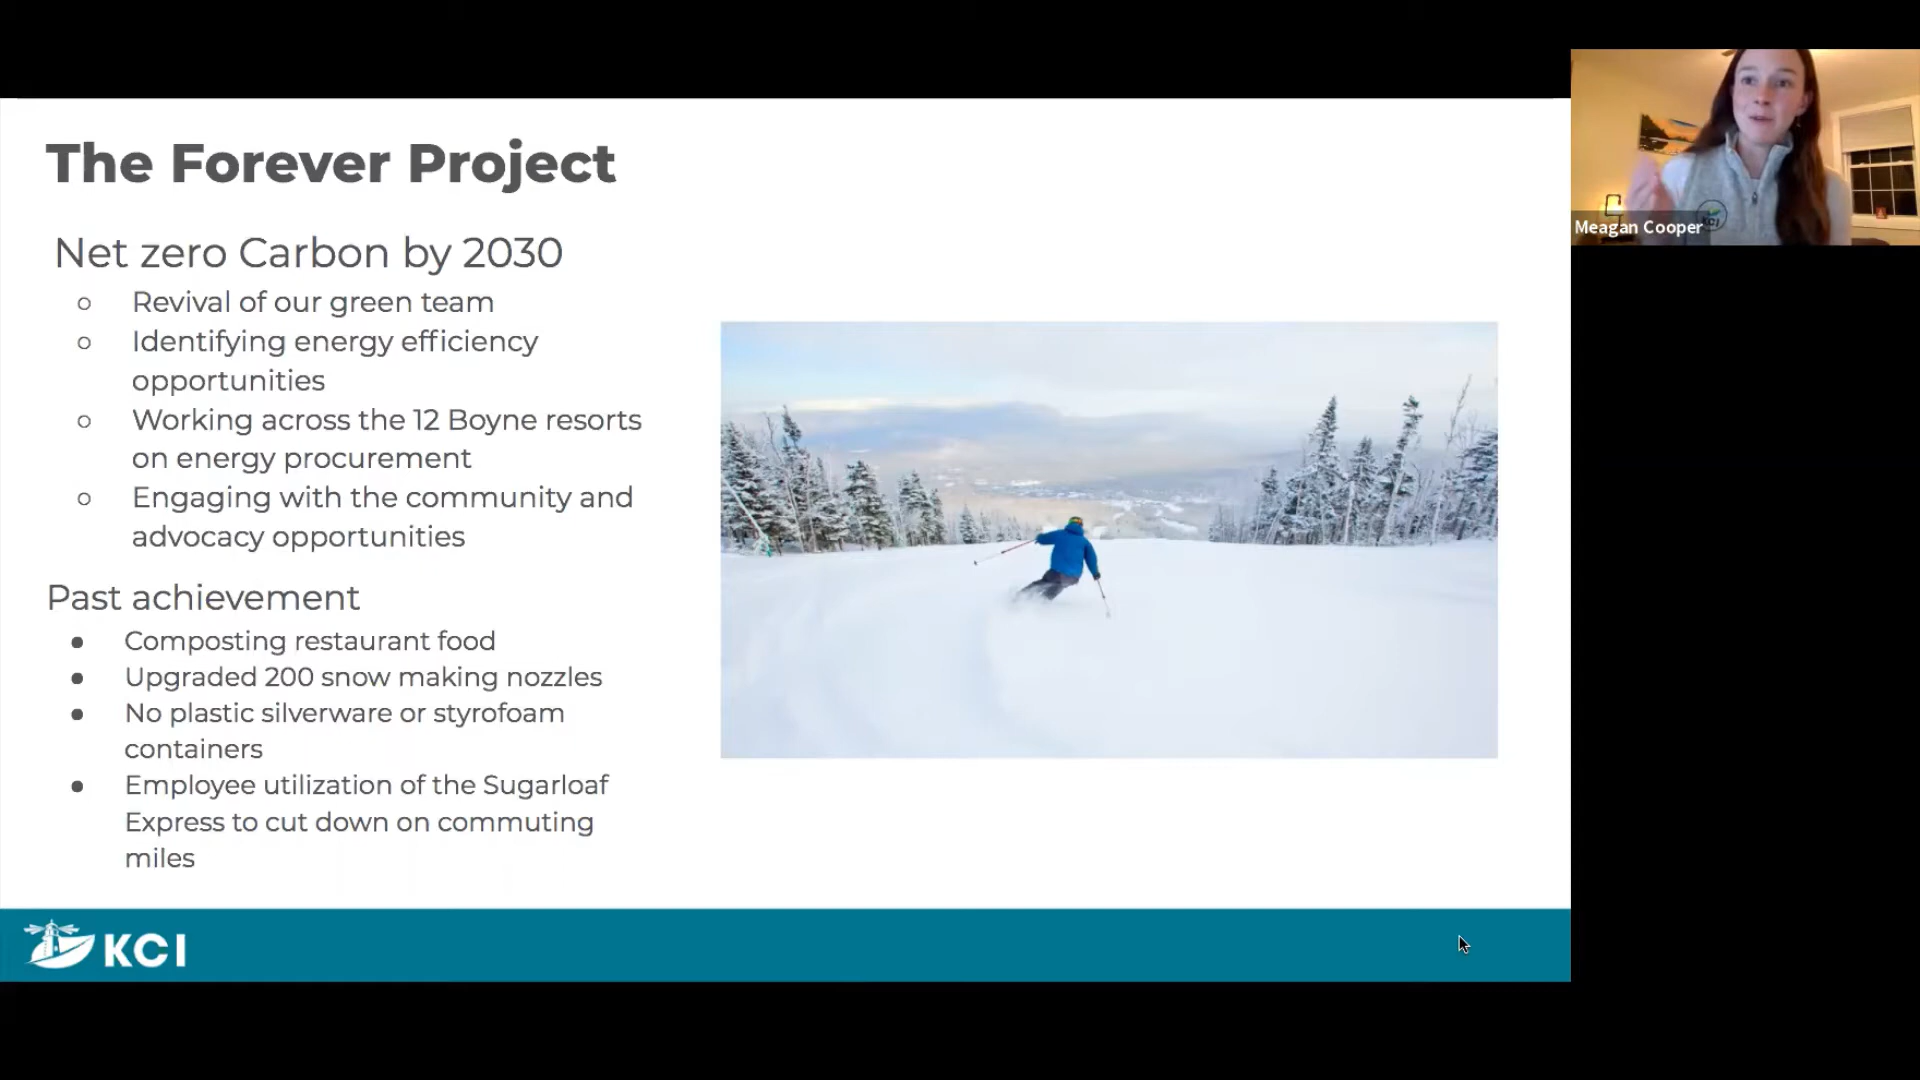 The Forever Project
Net zero Carbon by 2030
Revival of our green team
Identifying energy efficiency
opportunities
Working across the 12 Boyne resorts
on energy procurement
Engaging with the community and
advocacy opportunities
Past achievement
Composting restaurant food
Upgraded 200 snow making nozzles
No plastic silverware or styrofoam
containers
Employee utilization of the Sugarloaf
Express to cut down on commuting
miles
KCI
Meagan Cooper
KCI